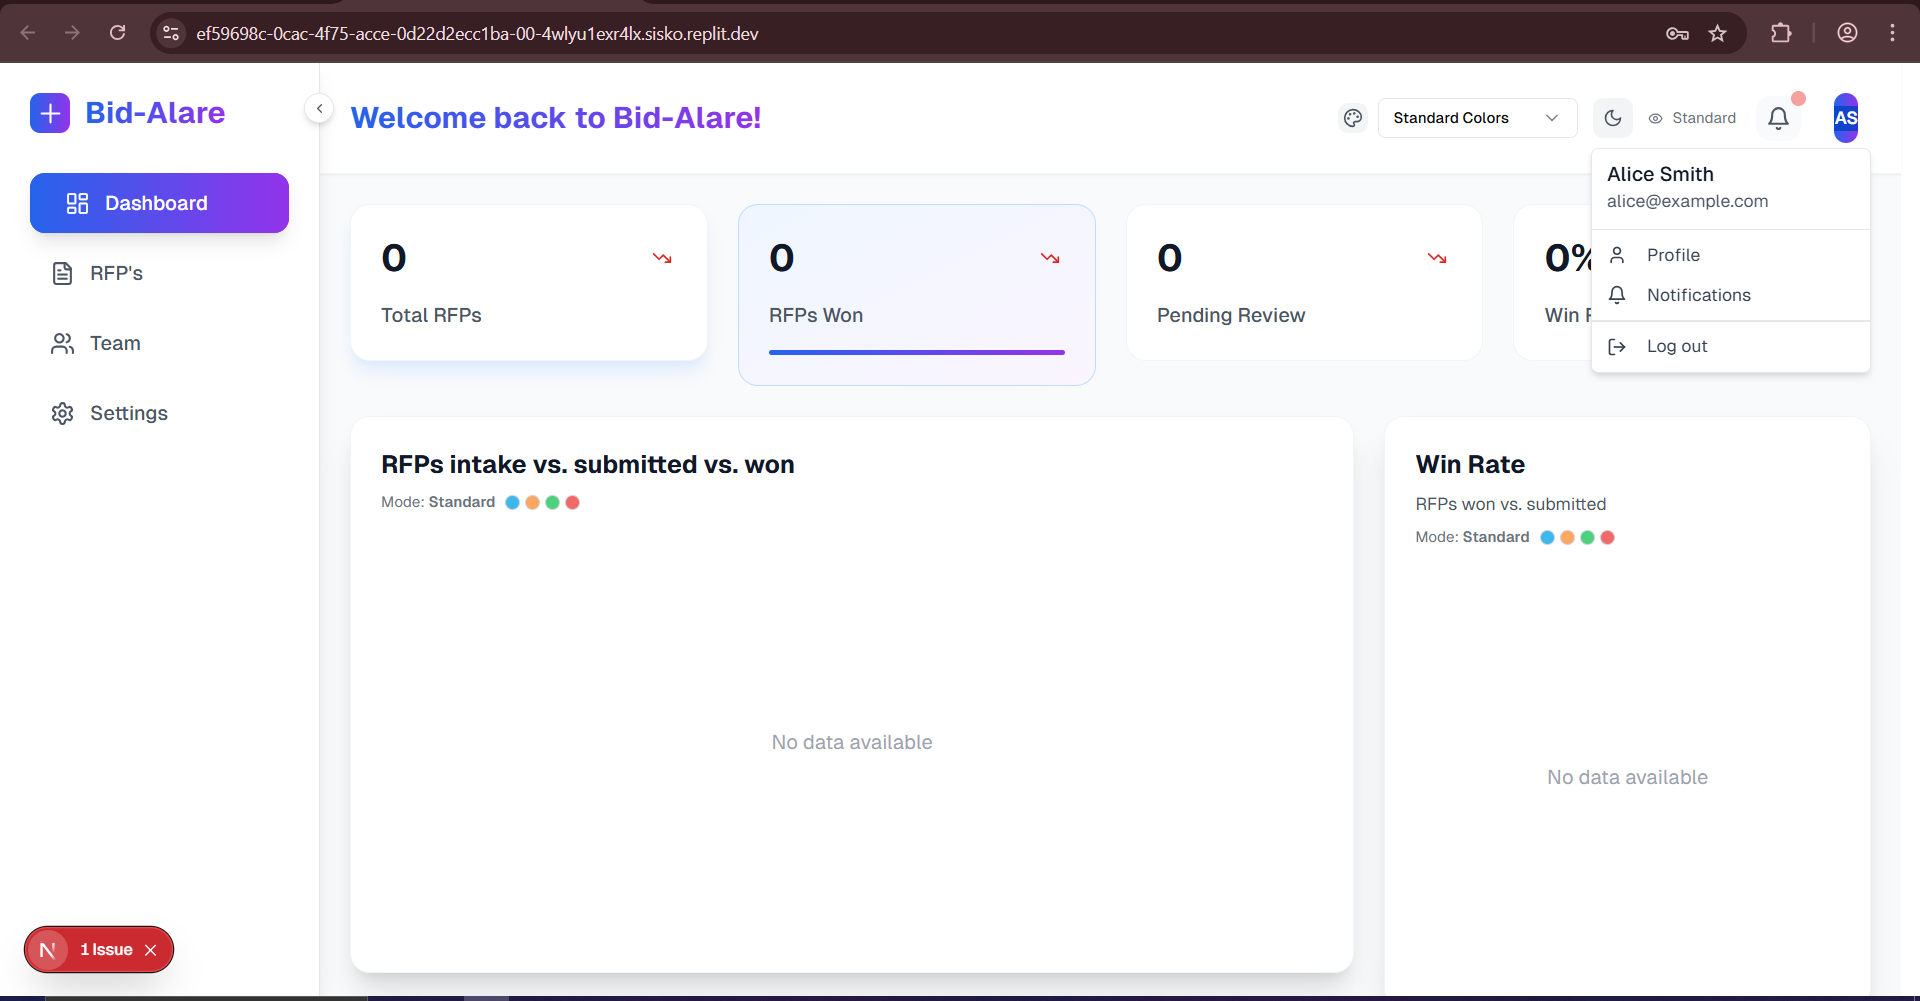 ef59698c-0cac-4f75-acce-0d22d2ecc1ba-00-4wlyu1exr4lx.sisko.replit.dev
Bid-Alare
Dashboard
RFP's
Team
Settings
Welcome back to Bid-Alare!
Standard Colors
Standard
AS
Alice Smith
alice@example.com
Profile
Notifications
Log out
0
Total RFPs
0
RFPs Won
0
Pending Review
0%
Win
RFPs intake vs. submitted vs. won
Mode: Standard
No data available
Win Rate
RFPs won vs. submitted
Mode: Standard
No data available
N
1 Issue